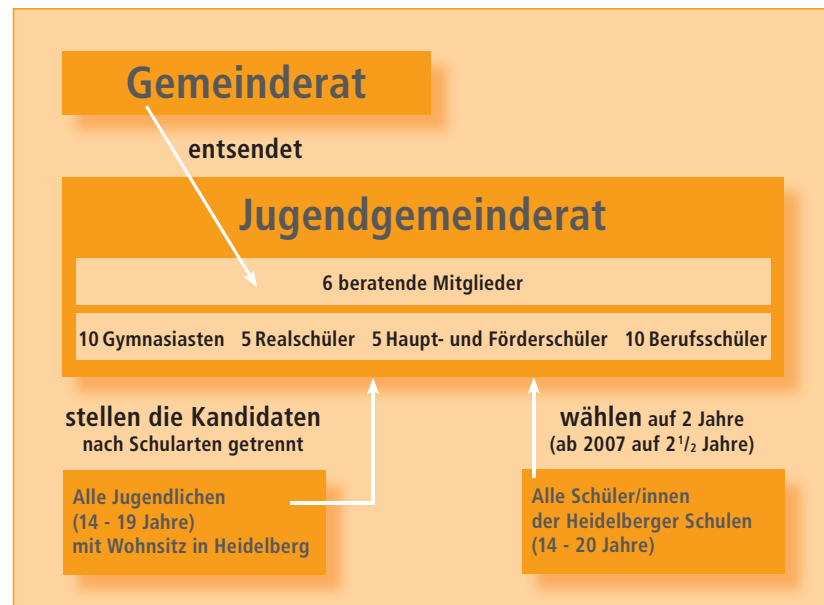 Gemeinderat
entsendet
Jugendgemeinderat
6 beratende Mitglieder
10 Gymnasiasten 5 Realschüler 5 Haupt- und Förderschüler 10 Berufsschüler
stellen die Kandidaten
nach Schularten getrennt
wählen auf 2 Jahre
(ab 2007 auf 2 1/2 Jahre)
Alle Jugendlichen
(14 - 19 Jahre)
mit Wohnsitz in Heidelberg
Alle Schüler/innen
der Heidelberger Schulen
(14 - 20 Jahre)